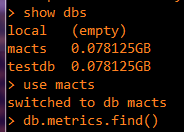 > show dbs
local   (empty)
macts   0.078125GB
testdb  0.078125GB
> use macts
switched to db macts
> db.metrics.find()